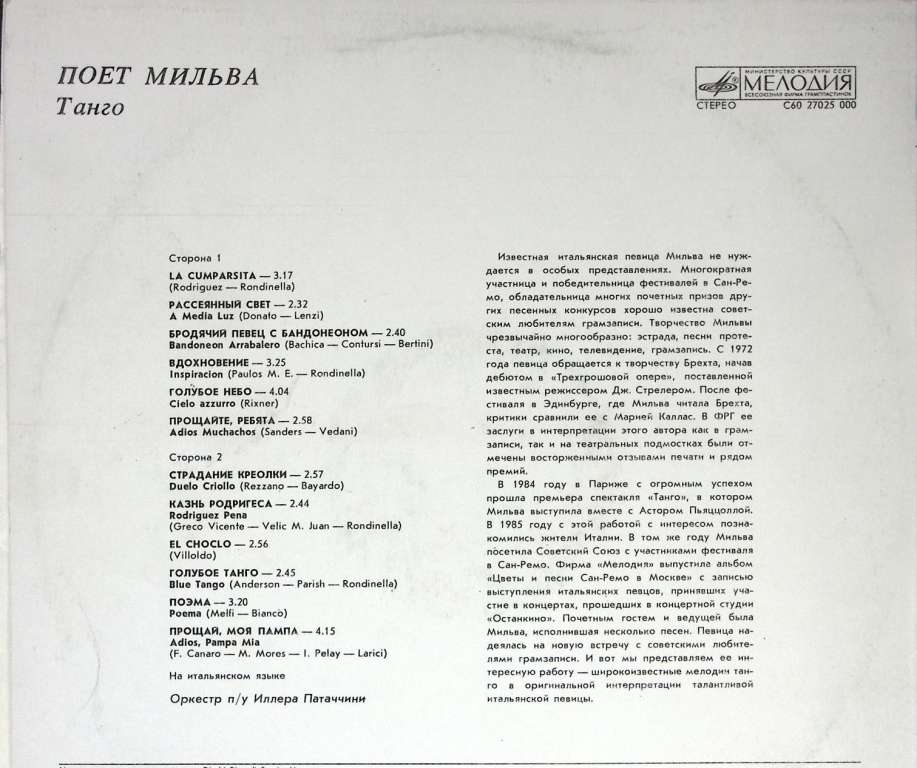 ПОЕТ МИЛЬВА
Танго
МИНИСТЕРСТВО КУЛЬТУРЫ СССР
МЕЛОДИЯ
ВСЕСОЮЗНАЯ ФИРМА ГРАМПЛАСТИНОК
СТЕРЕО С60 27025 000
Сторона 1
LA CUMPARSITA — 3.17
(Rodriguez — Rondinella)
РАССЕЯННЫЙ СВЕТ — 2.32
A Media Luz (Donato — Lenzi)
БРОДЯЧИЙ ПЕВЕЦ С БАНДОНЕОНОМ — 2.40
Bandoneon Arrabalero (Bachica — Contursi — Bertini)
ВДОХНОВЕНИЕ — 3.25
Inspiracion (Paulos M. E. — Rondinella)
ГОЛУБОЕ НЕБО — 4.04
Cielo azzurro (Rixner)
ПРОЩАЙТЕ, РЕБЯТА — 2.58
Adios Muchachos (Sanders — Vedani)
Сторона 2
СТРАДАНИЕ КРЕОЛКИ — 2.57
Duelo Criollo (Rezzano — Bayardo)
КАЗНЬ РОДРИГЕСА — 2.44
Rodriguez Pena
(Greco Vicente — Velic M. Juan — Rondinella)
EL CHOCLO — 2.56
(Villoldo)
ГОЛУБОЕ ТАНГО — 2.45
Blue Tango (Anderson — Parish — Rondinella)
ПОЭМА — 3.20
Poema (Melfi — Bianco)
ПРОЩАЙ, МОЯ ПАМПА — 4.15
Adios, Pampa Mia
(F. Canaro — M. Mores — I. Pelay — Larici)
На итальянском языке
Оркестр п/у Иллера Патаччини
Известная итальянская певица Мильва не нуж-
дается в особых представлениях. Многократная
участница и победительница фестивалей в Сан-Ре-
мо, обладательница многих почетных призов дру-
гих песенных конкурсов хорошо известна совет-
ским любителям грамзаписи. Творчество Мильвы
чрезвычайно многообразно: эстрада, песни проте-
ста, театр, кино, телевидение, грамзапись. С 1972
года певица обращается к творчеству Брехта, начав
дебютом в «Трехгрошовой опере», поставленной
известным режиссером Дж. Стрелером. После фе-
стиваля в Эдинбурге, где Мильва читала Брехта,
критики сравнили ее с Марией Каллас. В ФРГ ее
заслуги в интерпретации этого автора как в грам-
записи, так и на театральных подмостках были от-
мечены восторженными отзывами печати и рядом
премий.
В 1984 году в Париже с огромным успехом
прошла премьера спектакля «Танго», в котором
Мильва выступила вместе с Астором Пьяццоллой.
В 1985 году с этой работой с интересом позна-
комились жители Италии. В том же году Мильва
посетила Советский Союз с участниками фестиваля
в Сан-Ремо. Фирма «Мелодия» выпустила альбом
«Цветы и песни Сан-Ремо в Москве» с записью
выступления итальянских певцов, принявших уча-
стие в концертах, прошедших в концертной студии
«Останкино». Почетным гостем и ведущей была
Мильва, исполнившая несколько песен. Певица на-
деялась на новую встречу с советскими любите-
лями грамзаписи. И вот мы представляем ее ин-
тересную работу — широкоизвестные мелодии тан-
го в оригинальной интерпретации талантливой
итальянской певицы.